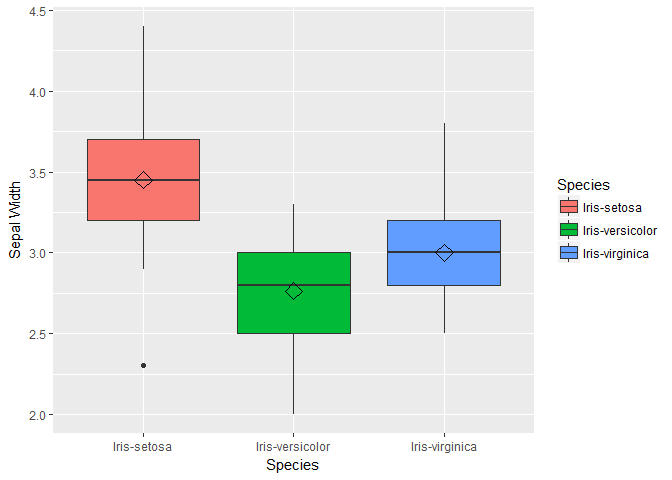 4.5
4.0
3.5
3.0
2.5
2.0
Sepal Width
Iris-setosa
Iris-versicolor
Iris-virginica
Species
Species
Iris-setosa
Iris-versicolor
Iris-virginica